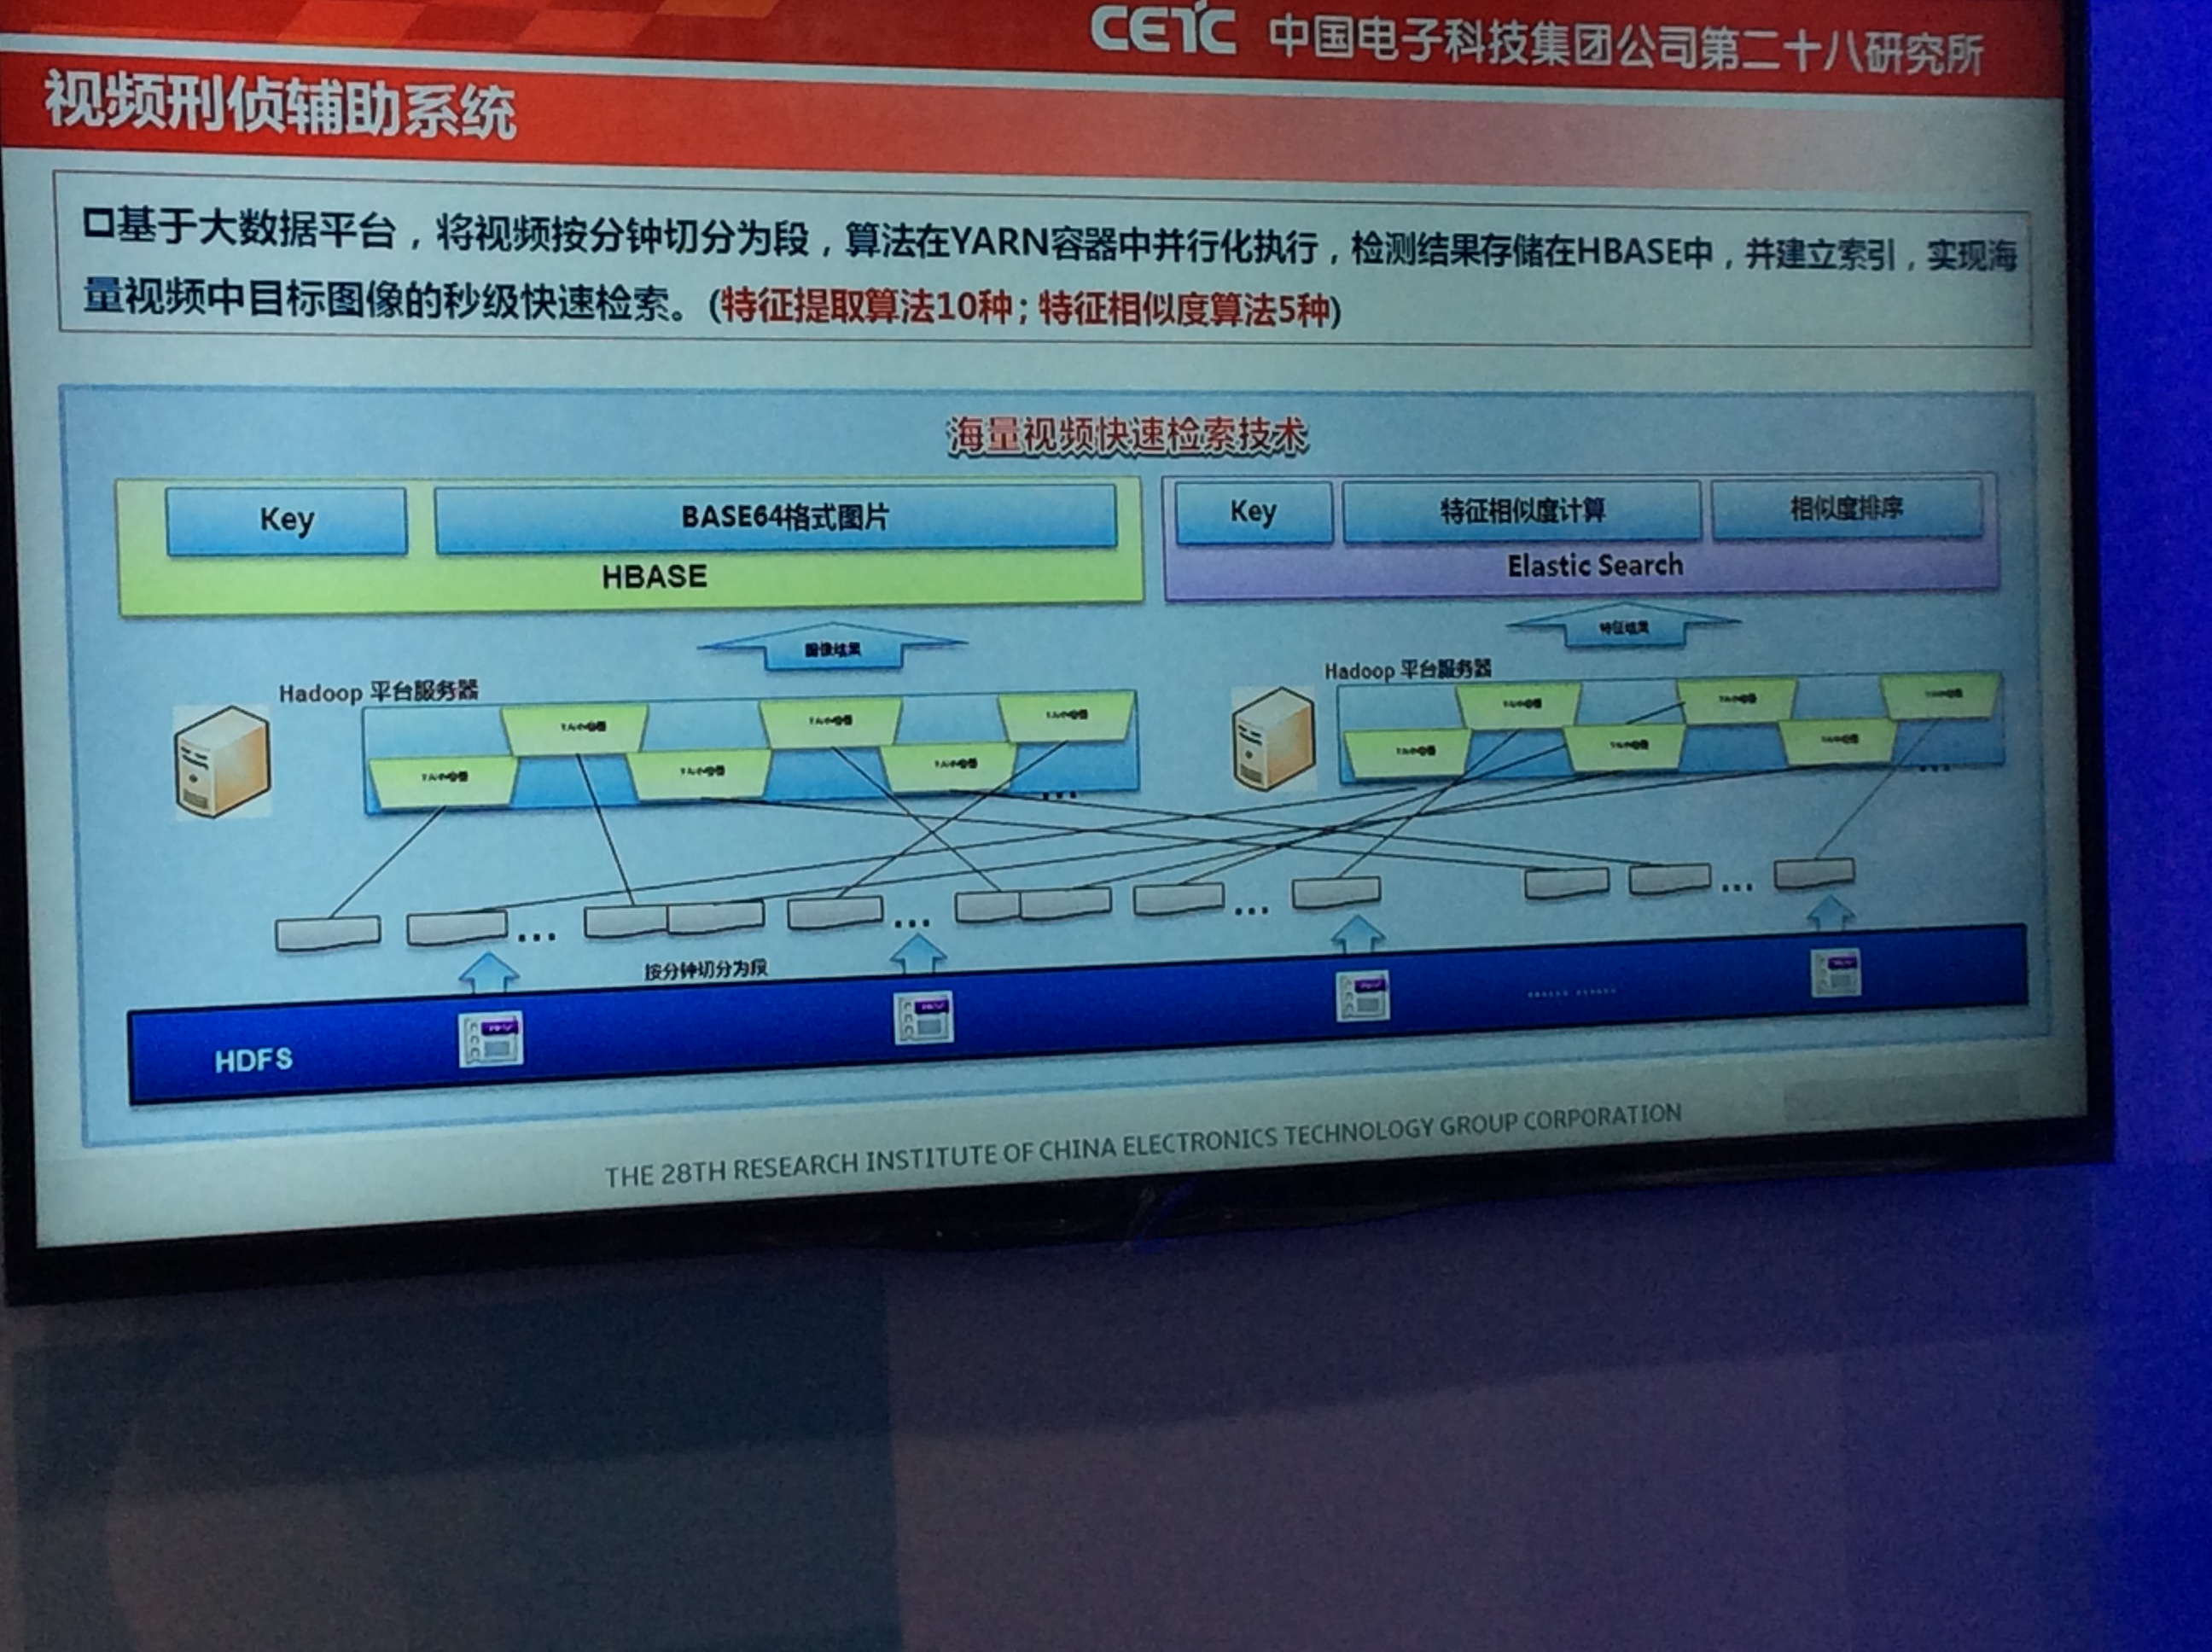 CETC 中国电子科技集团公司第二十八研究所
视频刑侦辅助系统
基于大数据平台，将视频按分钟切分为段，算法在YARN容器中并行化执行，检测结果存储在HBASE中，并建立索引，实现海
量视频中目标图像的秒级快速检索。(特征提取算法10种；特征相似度算法5种)
海量视频快速检索技术
Key
BASE64格式图片
HBASE
Key
特征相似度计算
相似度排序
Elastic Search
图像结果
特征结果
Hadoop 平台服务器
Hadoop 平台服务器
...
...
...
...
...
...
按分钟切分为段
HDFS
THE 28TH RESEARCH INSTITUTE OF CHINA ELECTRONICS TECHNOLOGY GROUP CORPORATION